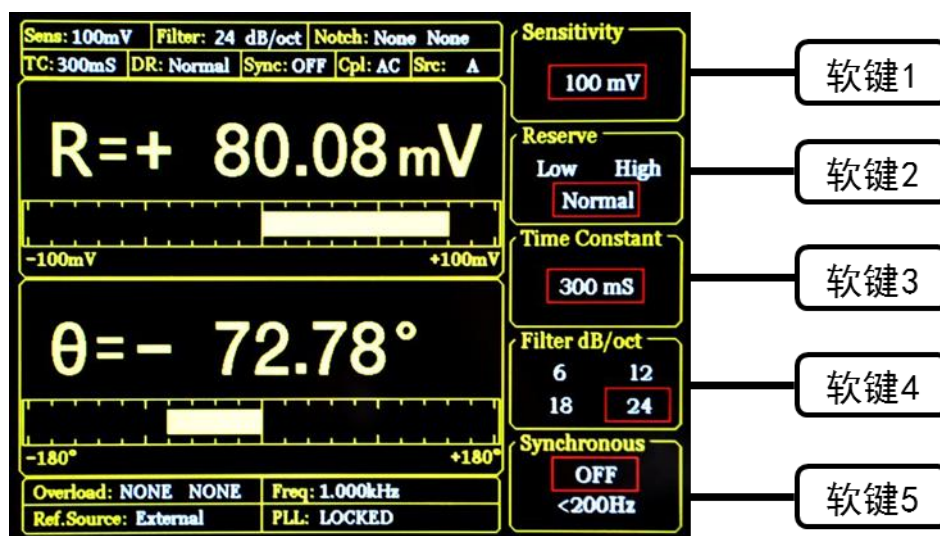 Sens: 100mV Filter: 24 dB/oct Notch: None None
TC: 300mS DR: Normal Sync: OFF Cpl: AC Src: A
R=+ 80.08 mV
-100mV +100mV
θ=- 72.78°
-180° +180°
Overload: NONE NONE Freq: 1.000kHz
Ref.Source: External PLL: LOCKED
Sensitivity
100 mV
Reserve
Low High
Normal
Time Constant
300 mS
Filter dB/oct
6 12
18 24
Synchronous
OFF
<200Hz
软键1
软键2
软键3
软键4
软键5